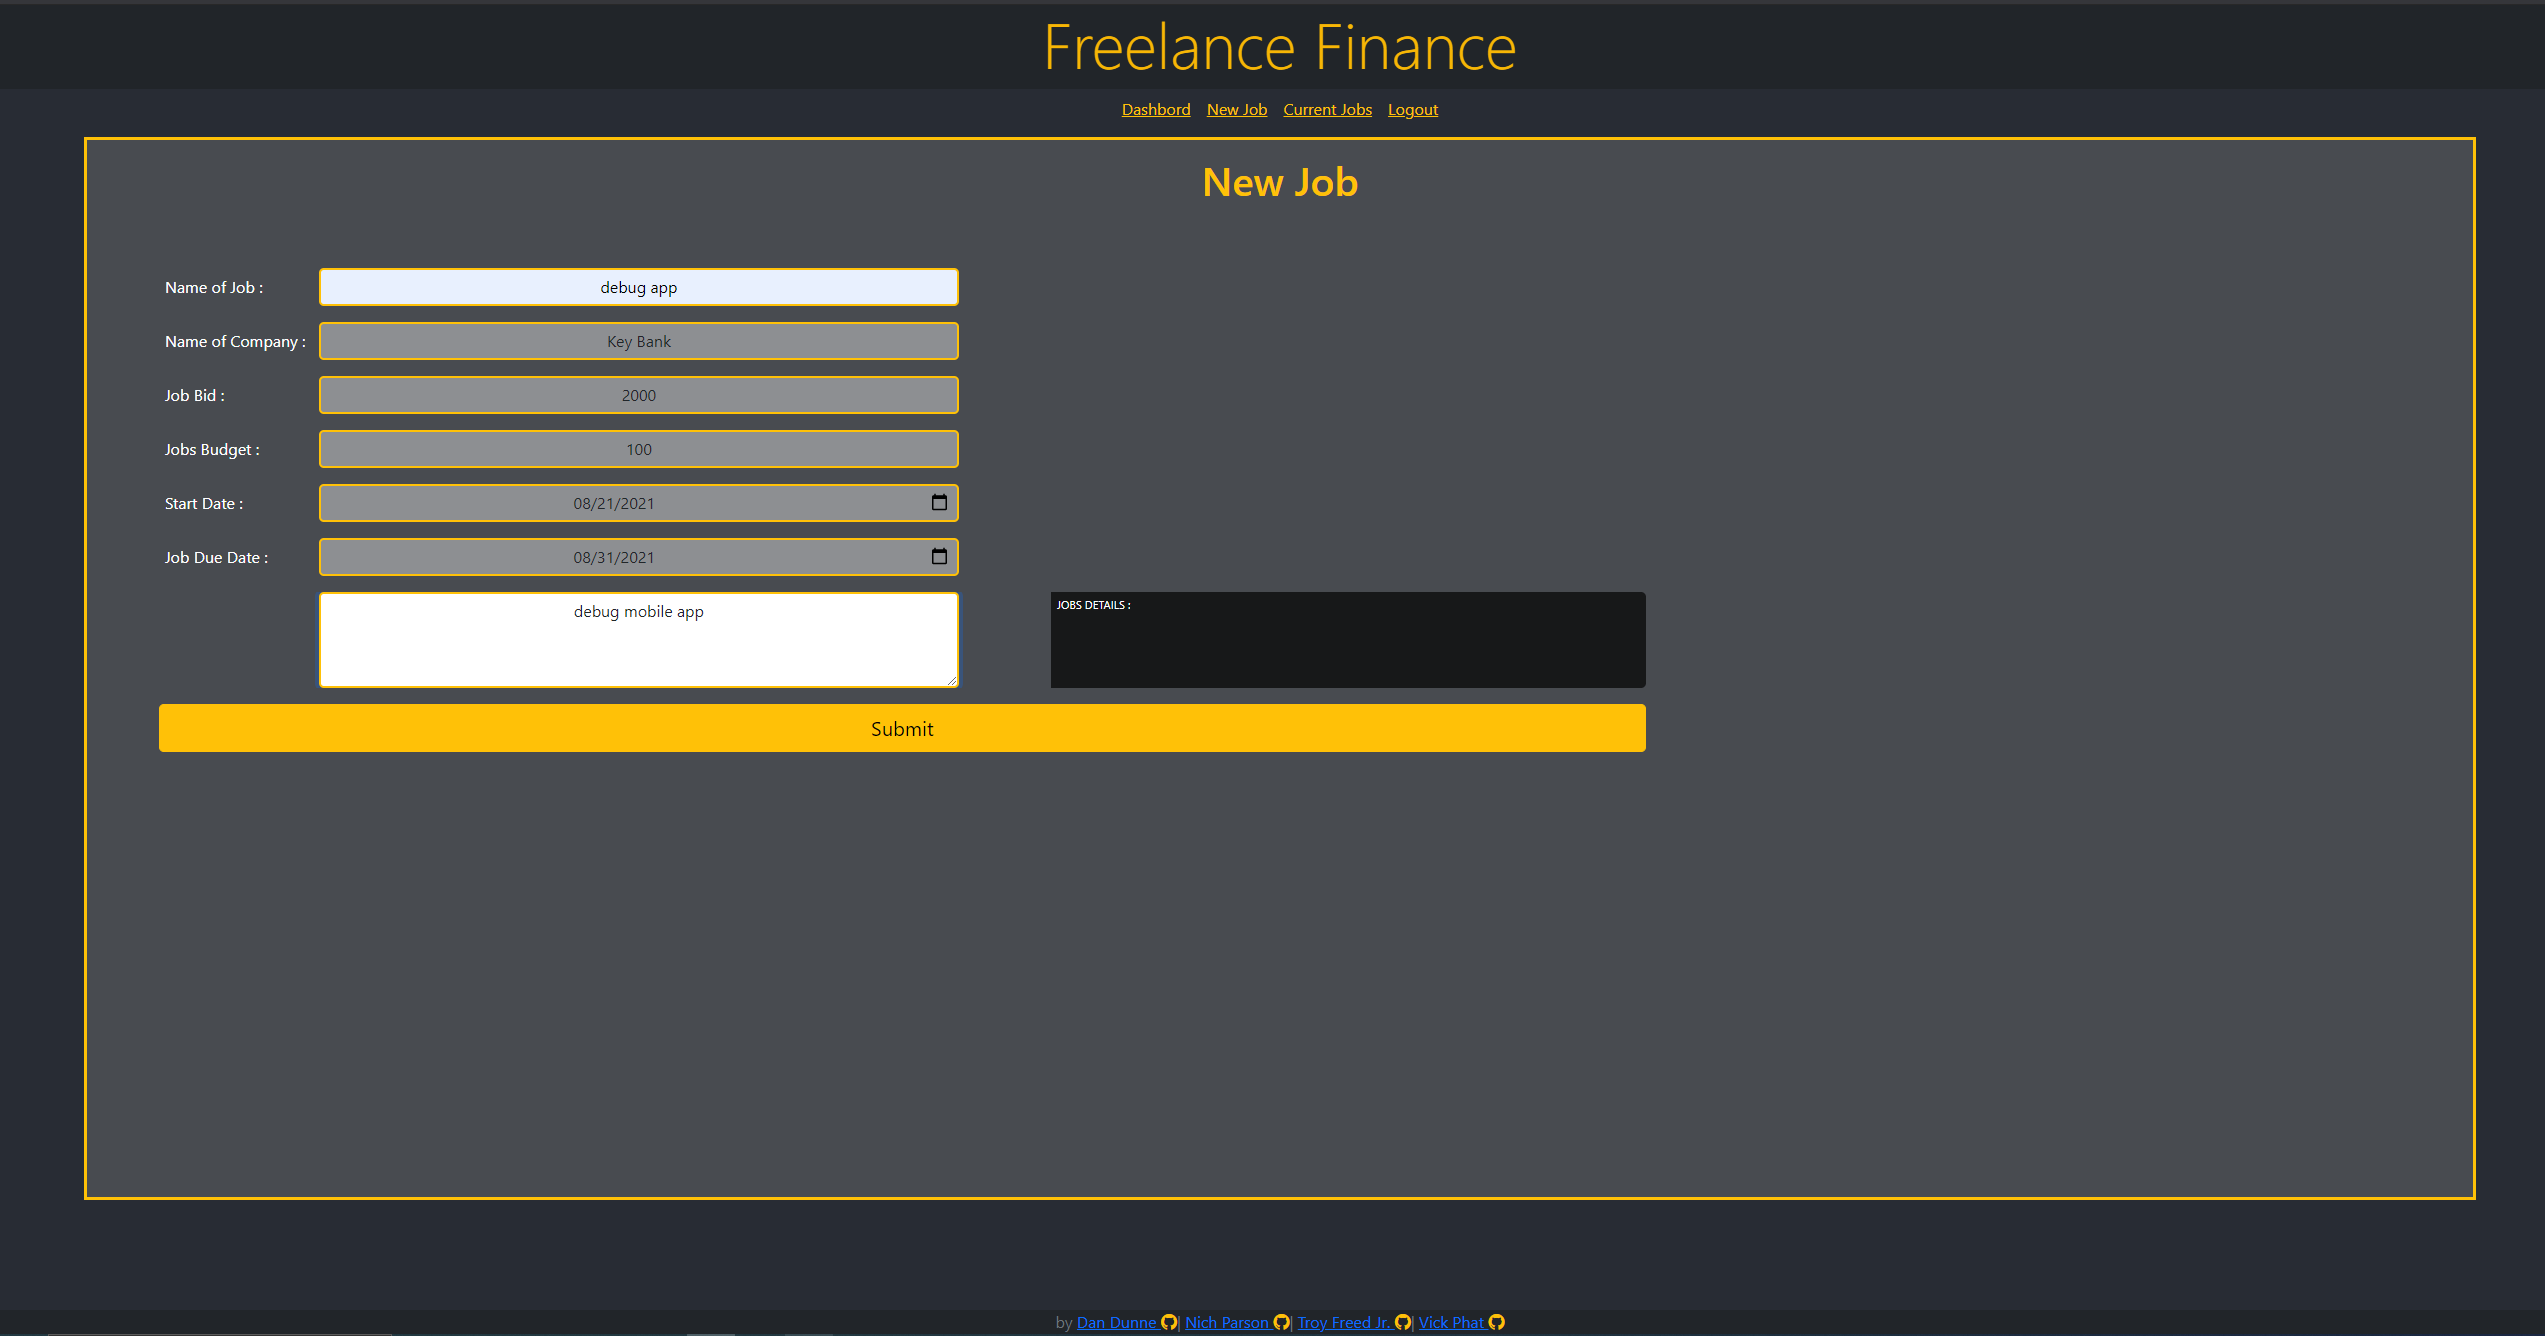 Freelance Finance
Dashbord New Job Current Jobs Logout
New Job
Name of Job : debug app
Name of Company : Key Bank
Job Bid : 2000
Jobs Budget : 100
Start Date : 08/21/2021
Job Due Date : 08/31/2021
debug mobile app JOBS DETAILS :
Submit
by Dan Dunne | Nich Parson | Troy Freed Jr. | Vick Phat